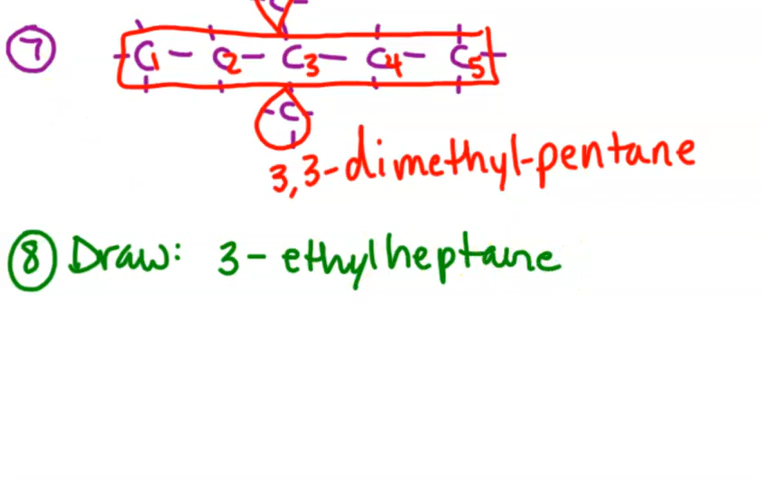 C
7 C1 - C2 - C3 - C4 - C5
C
3,3-dimethyl-pentane
8 Draw: 3-ethylheptane